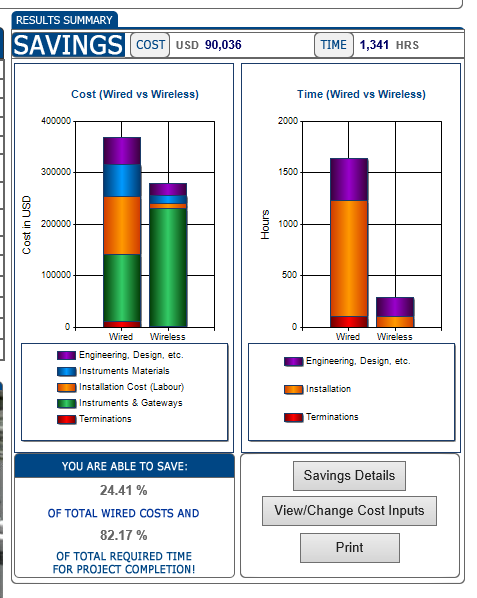 RESULTS SUMMARY
SAVINGS COST USD 90,036 TIME 1,341 HRS
Cost (Wired vs Wireless)
400000
300000
200000
100000
0
Cost in USD
Wired Wireless
Engineering, Design, etc.
Instruments Materials
Installation Cost (Labour)
Instruments & Gateways
Terminations
Time (Wired vs Wireless)
2000
1500
1000
500
0
Hours
Wired Wireless
Engineering, Design, etc.
Installation
Terminations
YOU ARE ABLE TO SAVE:
24.41 %
OF TOTAL WIRED COSTS AND
82.17 %
OF TOTAL REQUIRED TIME
FOR PROJECT COMPLETION!
Savings Details
View/Change Cost Inputs
Print